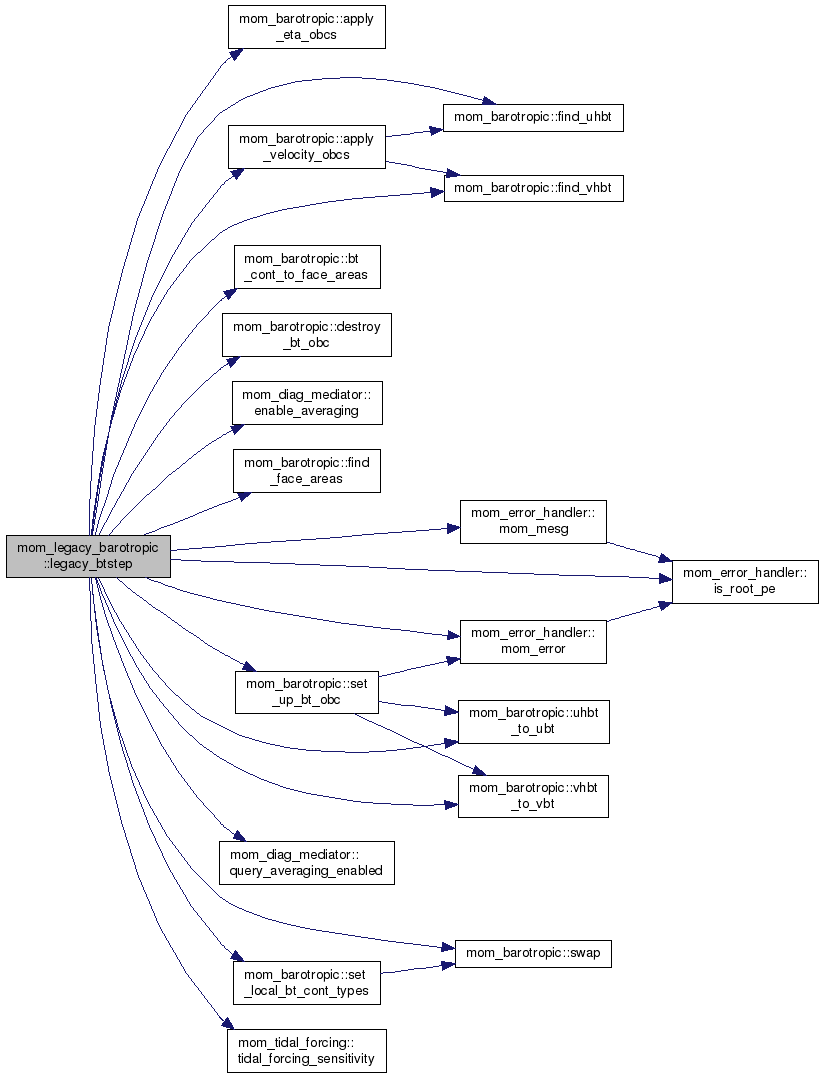 mom_barotropic::apply
_eta_obcs
mom_barotropic::find_uhbt
mom_barotropic::apply
_velocity_obcs
mom_barotropic::find_vhbt
mom_barotropic::bt
_cont_to_face_areas
mom_barotropic::destroy
_bt_obc
mom_diag_mediator::
enable_averaging
mom_barotropic::find
_face_areas
mom_error_handler::
mom_mesg
mom_legacy_barotropic
::legacy_btstep
mom_error_handler::
is_root_pe
mom_error_handler::
mom_error
mom_barotropic::set
_up_bt_obc
mom_barotropic::uhbt
_to_ubt
mom_barotropic::vhbt
_to_vbt
mom_diag_mediator::
query_averaging_enabled
mom_barotropic::swap
mom_barotropic::set
_local_bt_cont_types
mom_tidal_forcing::
tidal_forcing_sensitivity